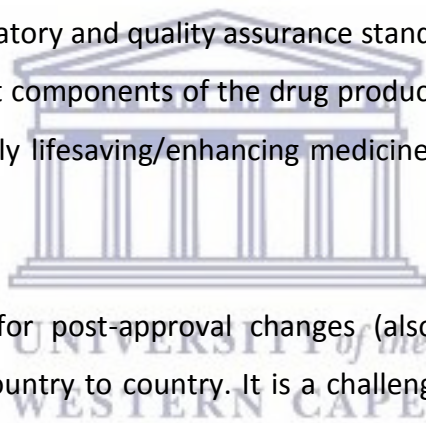 atory and quality assurance stand
components of the drug produc
ly lifesaving/enhancing medicine
for post-approval changes (also
UNIVERSITY of the
ountry to country. It is a challeng
WESTERN CAPE